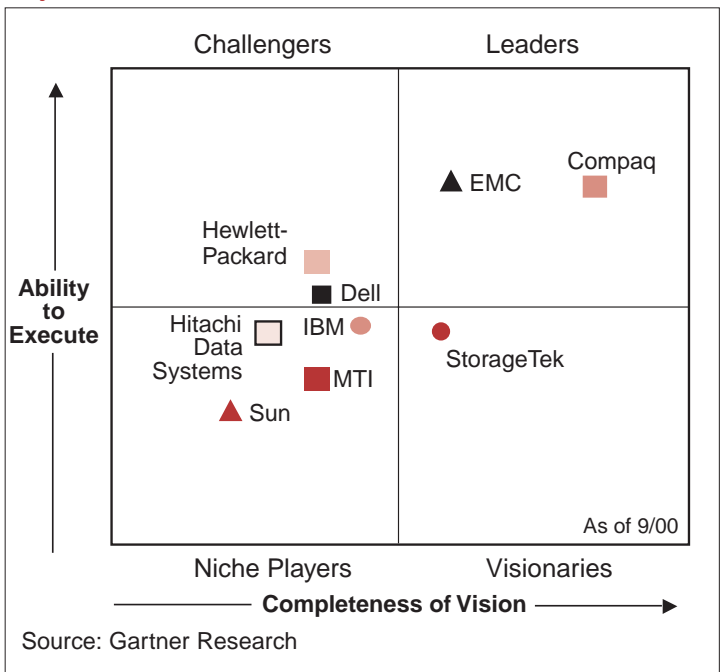 Challengers
Leaders
Compaq
EMC
Hewlett-
Packard
Dell
Ability
to
Execute
Hitachi
Data
Systems
IBM
StorageTek
MTI
Sun
As of 9/00
Niche Players
Visionaries
Completeness of Vision
Source: Gartner Research